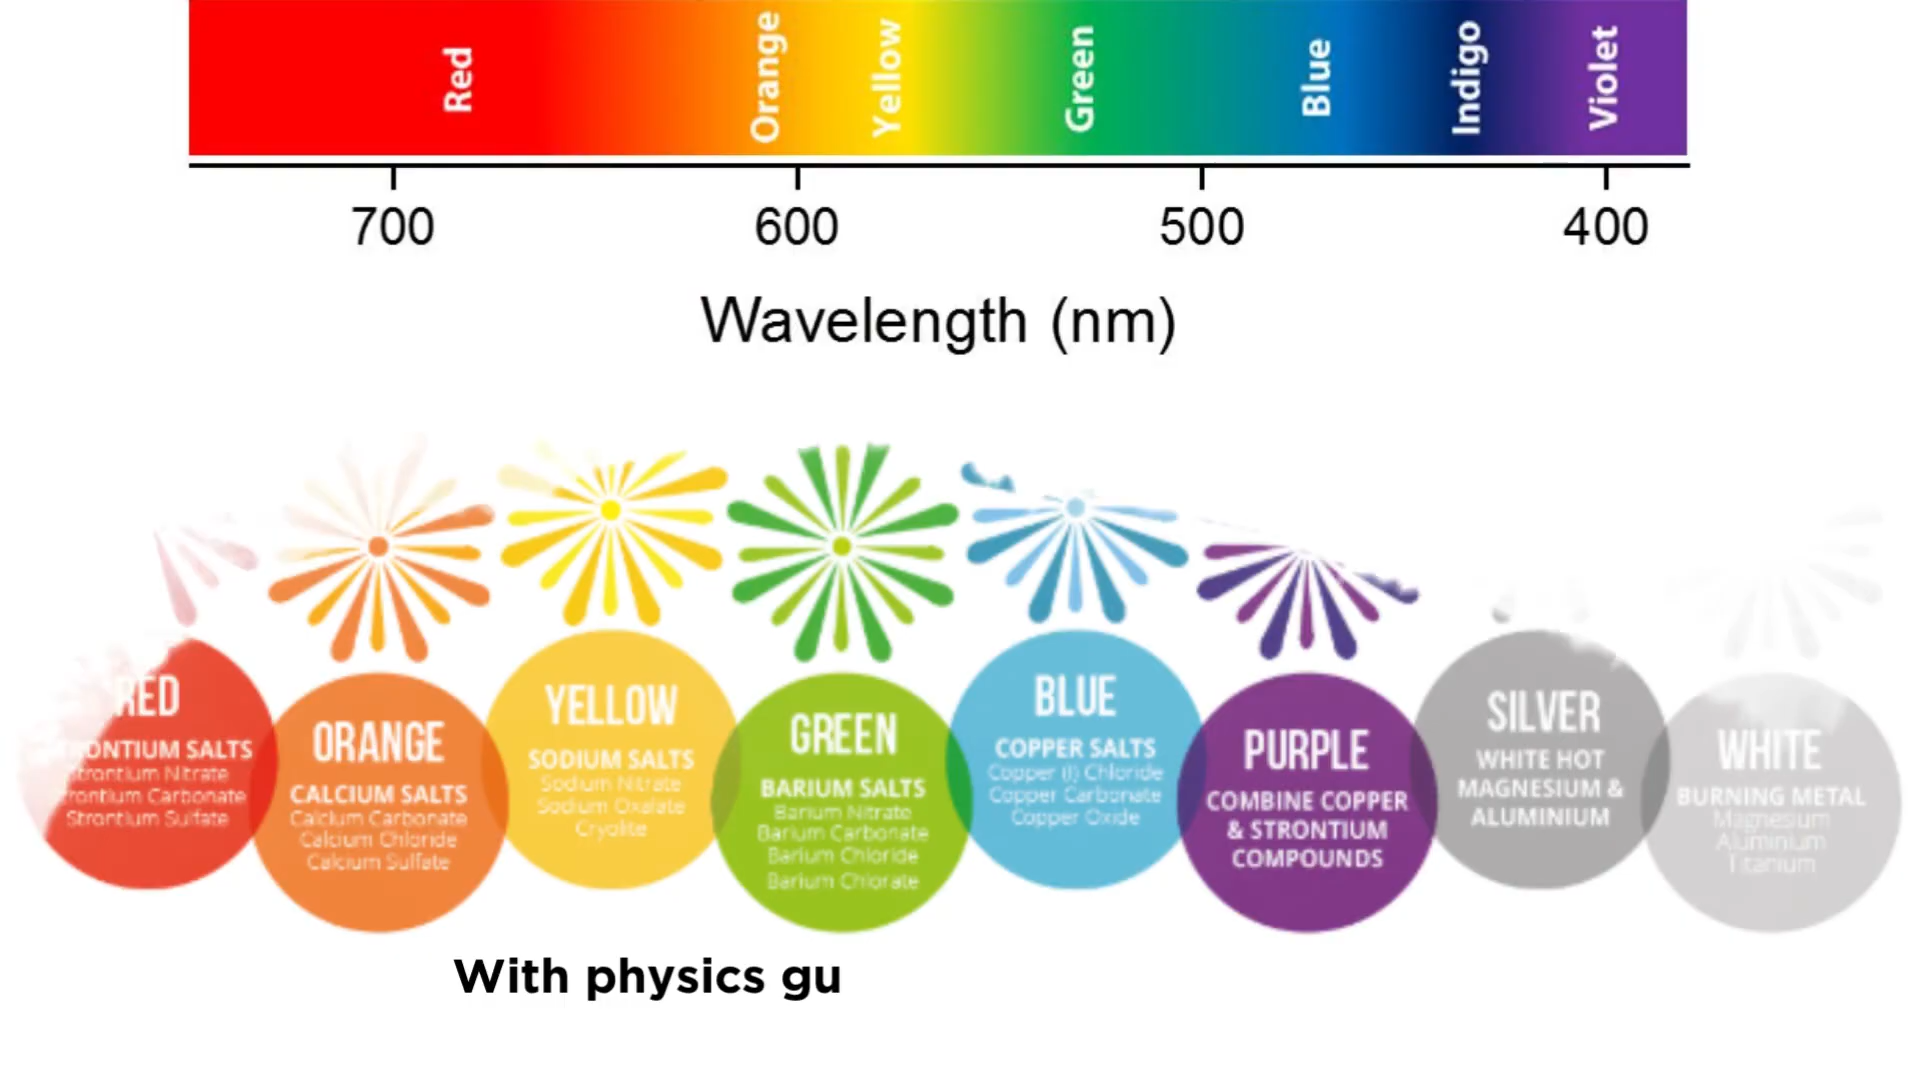 Red
Orange
Yellow
Green
Blue
Indigo
Violet
700
600
500
400
Wavelength (nm)
RED
RONTIUM SALTS
Strontium Nitrate
rontium Carbonate
Strontium Sulfate
ORANGE
CALCIUM SALTS
Calcium Carbonate
Calcium Chloride
Calcium Sulfate
YELLOW
SODIUM SALTS
Sodium Nitrate
Sodium Oxalate
Cryolite
GREEN
BARIUM SALTS
Barium Nitrate
Barium Carbonate
Barium Chloride
Barium Chlorate
BLUE
COPPER SALTS
Copper (I) Chloride
Copper Carbonate
Copper Oxide
PURPLE
COMBINE COPPER
& STRONTIUM
COMPOUNDS
SILVER
WHITE HOT
MAGNESIUM &
ALUMINIUM
WHITE
BURNING METAL
Magnesium
Aluminium
Titanium
With physics gu